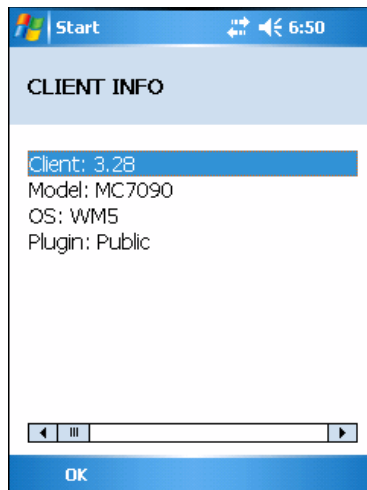 Start 6:50
CLIENT INFO
Client: 3.28
Model: MC7090
OS: WM5
Plugin: Public
OK